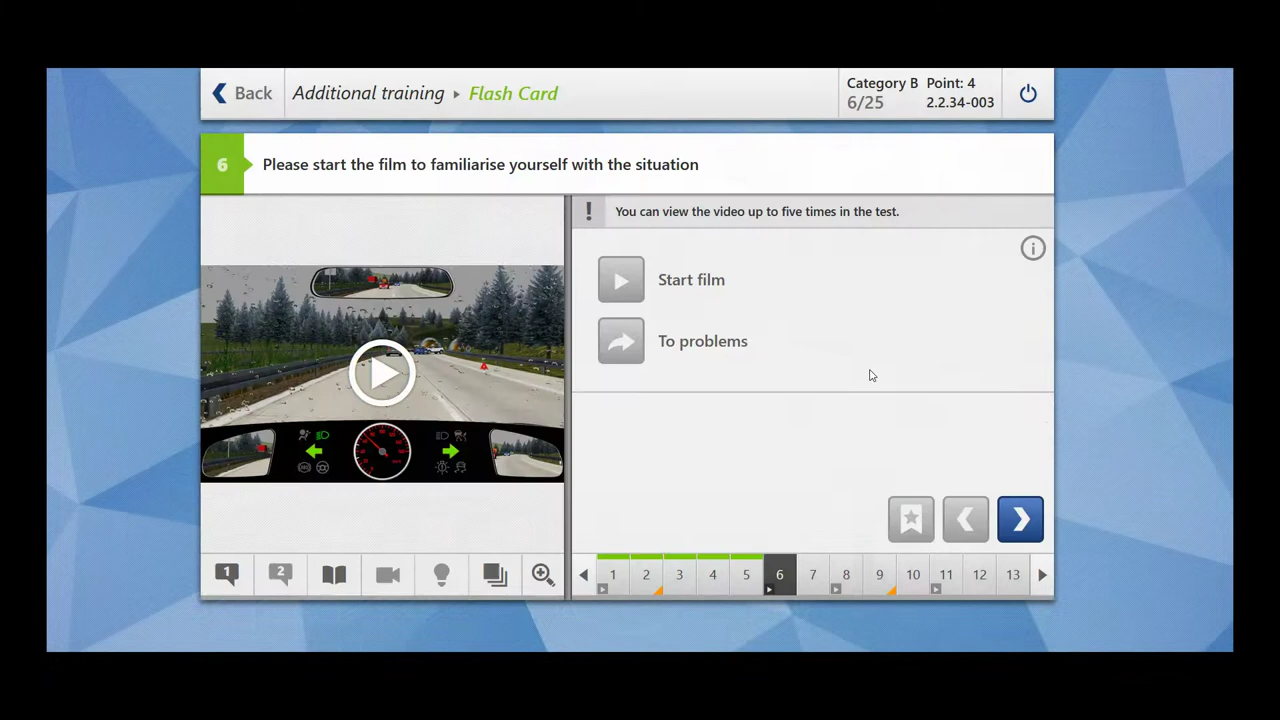 Back
Additional training ▸ Flash Card
Category B Point: 4
6/25 2.2.34-003
6 Please start the film to familiarise yourself with the situation
! You can view the video up to five times in the test.
Start film
To problems
1 2
1 2 3 4 5 6 7 8 9 10 11 12 13